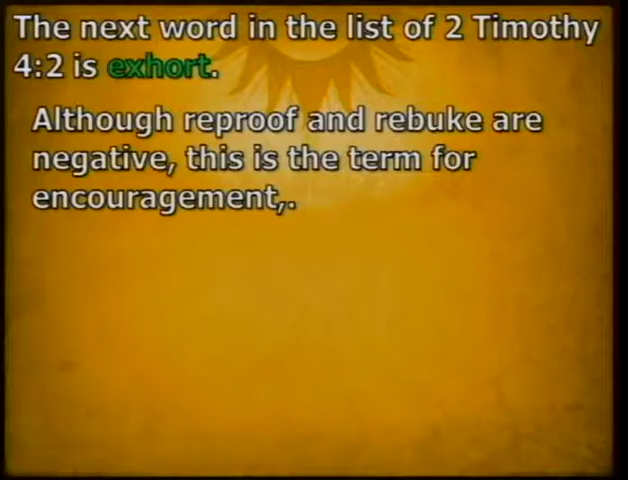 The next word in the list of 2 Timothy
4:2 is exhort.
Although reproof and rebuke are
negative, this is the term for
encouragement,.